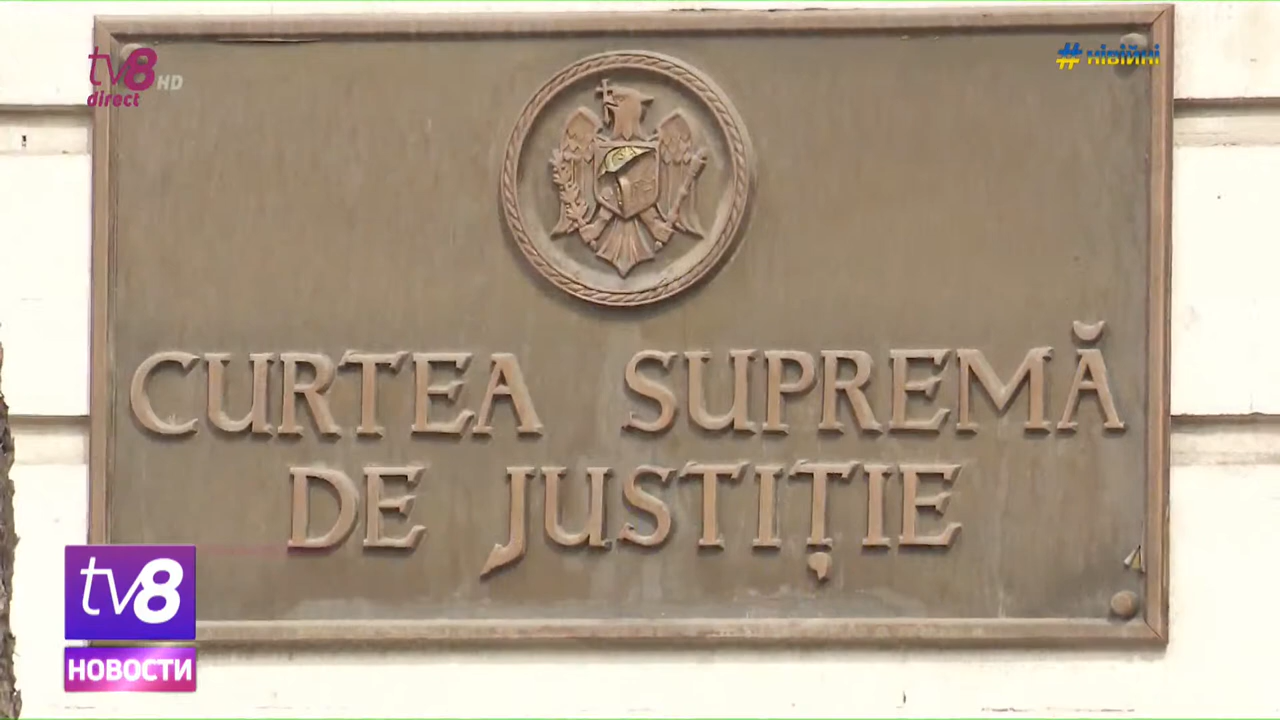 tv8 HD
direct
#нівійні
CURTEA SUPREMĂ
DE JUSTIȚIE
tv8
НОВОСТИ